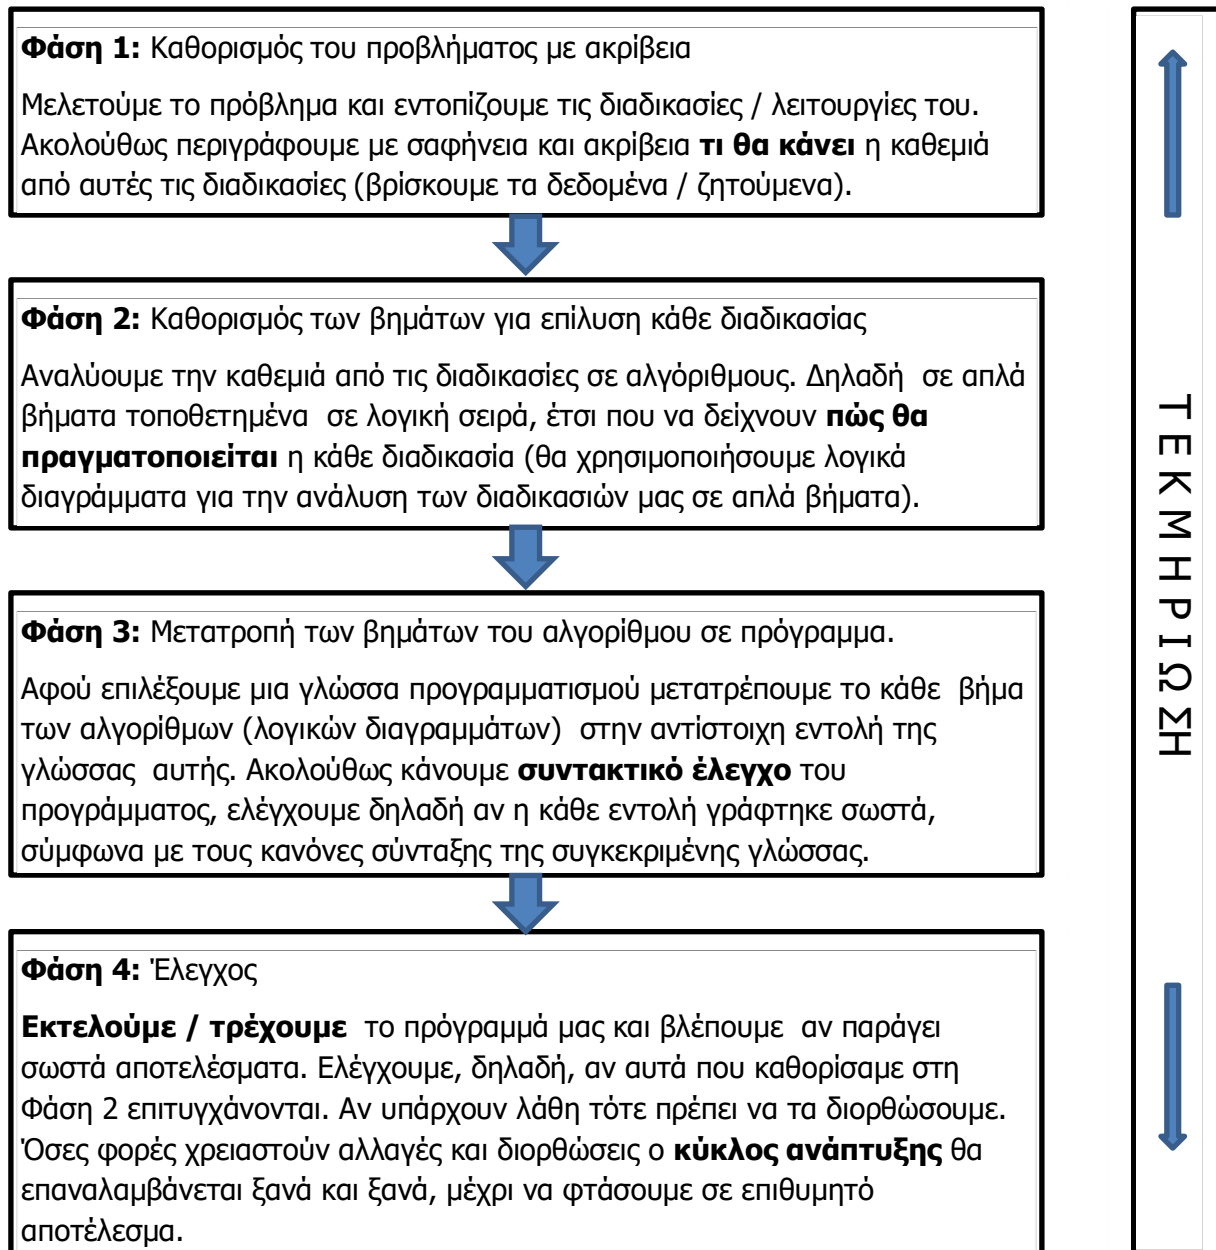 Φάση 1: Καθορισμός του προβλήματος με ακρίβεια
Μελετούμε το πρόβλημα και εντοπίζουμε τις διαδικασίες / λειτουργίες του.
Ακολούθως περιγράφουμε με σαφήνεια και ακρίβεια τι θα κάνει η καθεμιά
από αυτές τις διαδικασίες (βρίσκουμε τα δεδομένα / ζητούμενα).
Φάση 2: Καθορισμός των βημάτων για επίλυση κάθε διαδικασίας
Αναλύουμε την καθεμιά από τις διαδικασίες σε αλγόριθμους. Δηλαδή σε απλά
βήματα τοποθετημένα σε λογική σειρά, έτσι που να δείχνουν πώς θα
πραγματοποιείται η κάθε διαδικασία (θα χρησιμοποιήσουμε λογικά
διαγράμματα για την ανάλυση των διαδικασιών μας σε απλά βήματα).
Φάση 3: Μετατροπή των βημάτων του αλγορίθμου σε πρόγραμμα.
Αφού επιλέξουμε μια γλώσσα προγραμματισμού μετατρέπουμε το κάθε βήμα
των αλγορίθμων (λογικών διαγραμμάτων) στην αντίστοιχη εντολή της
γλώσσας αυτής. Ακολούθως κάνουμε συντακτικό έλεγχο του
προγράμματος, ελέγχουμε δηλαδή αν η κάθε εντολή γράφτηκε σωστά,
σύμφωνα με τους κανόνες σύνταξης της συγκεκριμένης γλώσσας.
Φάση 4: Έλεγχος
Εκτελούμε / τρέχουμε το πρόγραμμά μας και βλέπουμε αν παράγει
σωστά αποτελέσματα. Ελέγχουμε, δηλαδή, αν αυτά που καθορίσαμε στη
Φάση 2 επιτυγχάνονται. Αν υπάρχουν λάθη τότε πρέπει να τα διορθώσουμε.
Όσες φορές χρειαστούν αλλαγές και διορθώσεις ο κύκλος ανάπτυξης θα
επαναλαμβάνεται ξανά και ξανά, μέχρι να φτάσουμε σε επιθυμητό
αποτέλεσμα.
Τ Ε Κ Μ Η Ρ Ι Ω ΣΗ